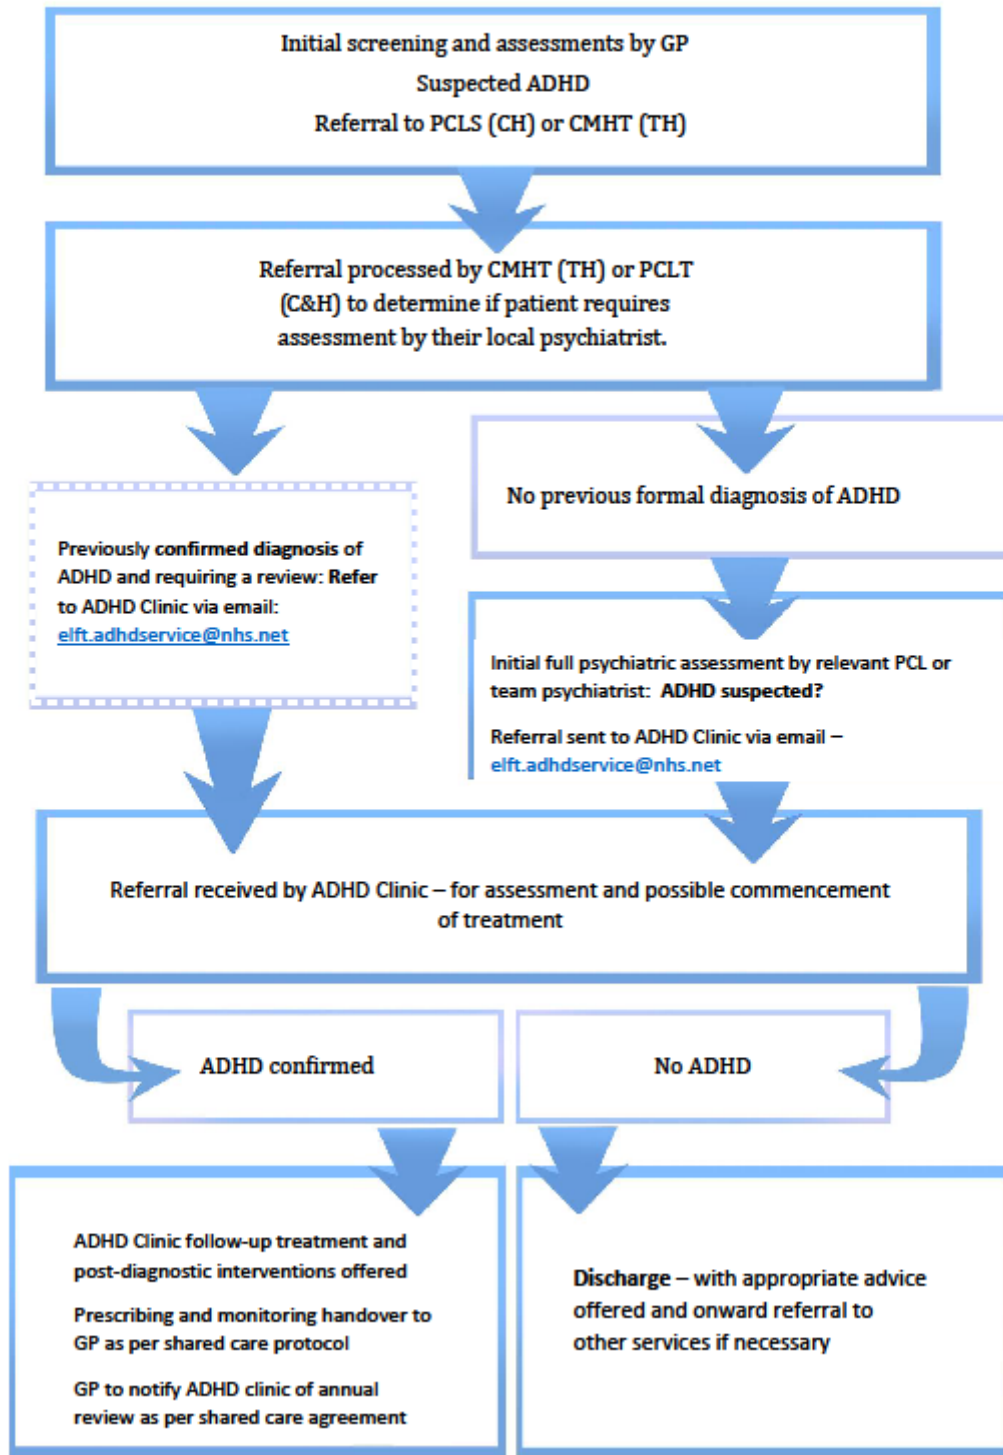 Initial screening and assessments by GP
Suspected ADHD
Referral to PCLS (CH) or CMHT (TH)
Referral processed by CMHT (TH) or PCLT
(C&H) to determine if patient requires
assessment by their local psychiatrist.
No previous formal diagnosis of ADHD
Previously confirmed diagnosis of
ADHD and requiring a review: Refer
to ADHD Clinic via email:
elft.adhdservice@nhs.net
Initial full psychiatric assessment by relevant PCL or
team psychiatrist:  ADHD suspected?
Referral sent to ADHD Clinic via email –
elft.adhdservice@nhs.net
Referral received by ADHD Clinic – for assessment and possible commencement
of treatment
ADHD confirmed
No ADHD
ADHD Clinic follow-up treatment and
post-diagnostic interventions offered
Prescribing and monitoring handover to
GP as per shared care protocol
GP to notify ADHD clinic of annual
review as per shared care agreement
Discharge – with appropriate advice
offered and onward referral to
other services if necessary